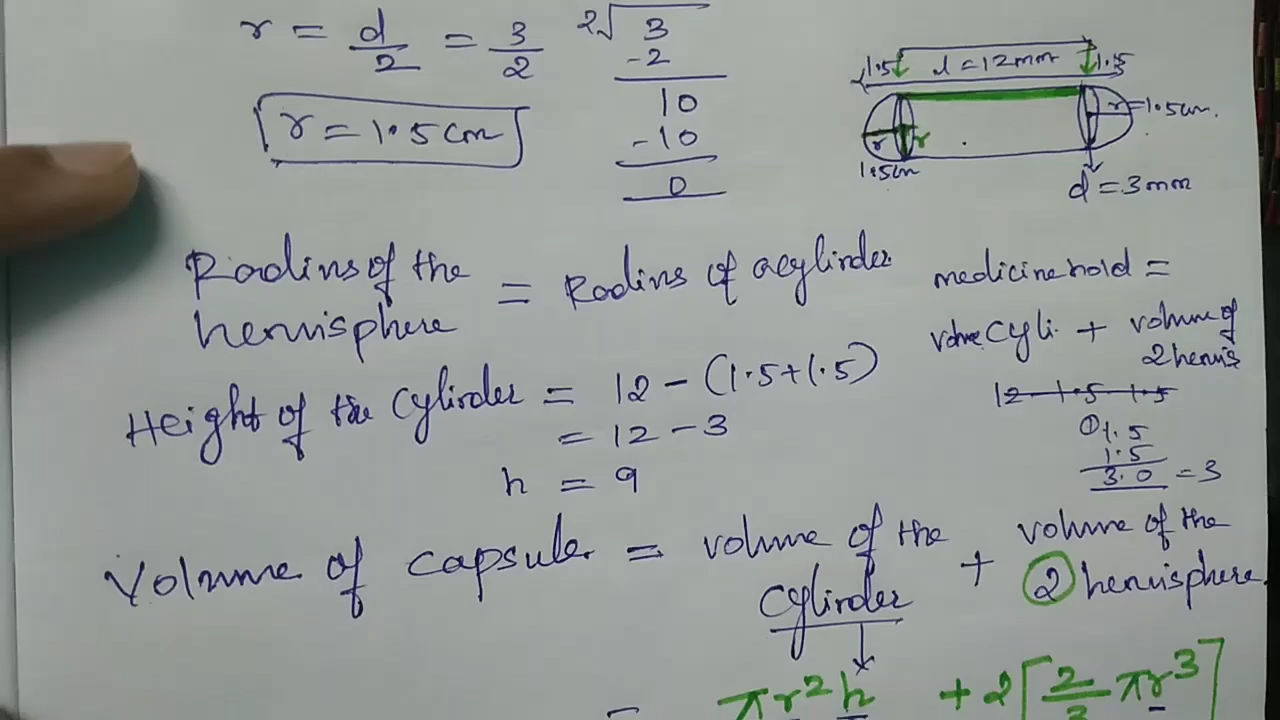 r = d/2 = 3/2
2√3
-2
10
-10
0
r = 1.5cm
1.5 d = 12mm 1.5
r r
r = 1.5cm.
1.5cm
d = 3mm
Radius of the
hemisphere
= Radius of a cylinder
medicine hold =
volume Cyli. + volume of
2 hemis
Height of the cylinder = 12 - (1.5+1.5)
= 12 - 3
h = 9
12 - 1.5 - 1.5
①1.5
1.5
3.0 = 3
Volume of capsule. = volume of the
cylinder
+ volume of the
2 hemisphere.
= πr²h + 2[2/3 πr³]